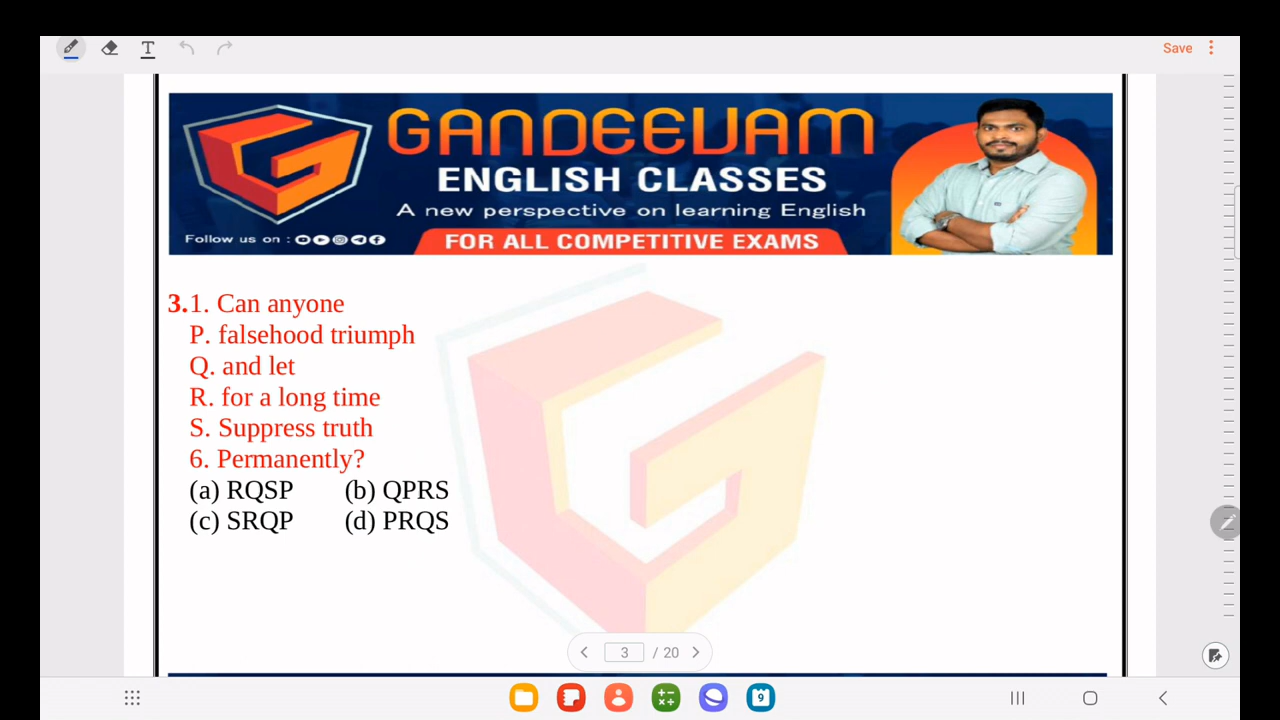 Save
GANDEEVAM
ENGLISH CLASSES
A new perspective on learning English
Follow us on :
FOR ALL COMPETITIVE EXAMS
3. 1. Can anyone
P. falsehood triumph
Q. and let
R. for a long time
S. Suppress truth
6. Permanently?
(a) RQSP (b) QPRS
(c) SRQP (d) PRQS
3 / 20
9